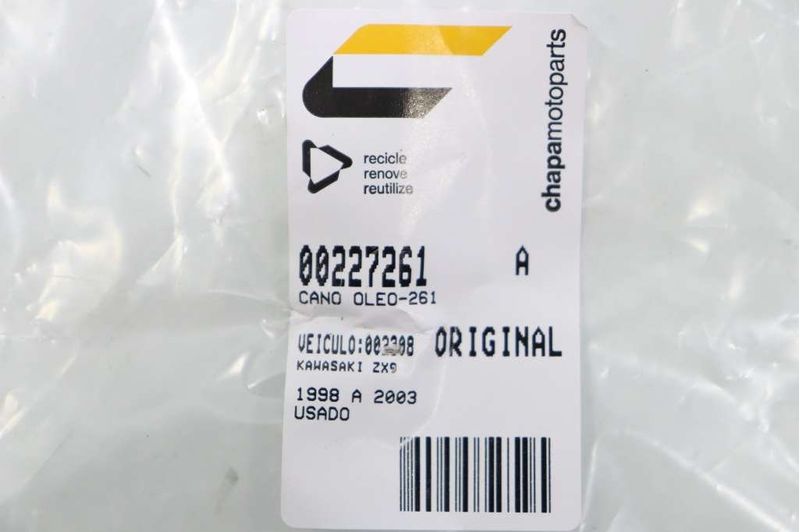 chapamotoparts
recicle
renove
reutilize
00227261 A
CANO OLEO-261
ORIGINAL
KAWASAKI ZX9
1998 A 2003
USADO